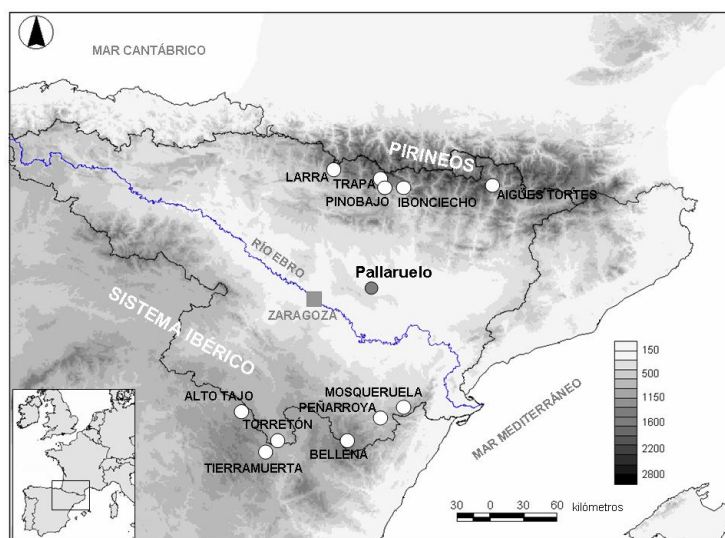 MAR CANTÁBRICO
PIRINEOS
LARRA
TRAPA
PINOBAJO
IBONCIECHO
AIGÜES TORTES
RÍO EBRO
Pallaruelo
ZARAGOZA
SISTEMA IBÉRICO
ALTO TAJO
TORRETÓN
TIERRAMUERTA
MOSQUERUELA
PEÑARROYA
BELLENA
MAR MEDITERRÁNEO
150
500
1150
1600
2200
2800
30 0 30 60 kilómetros